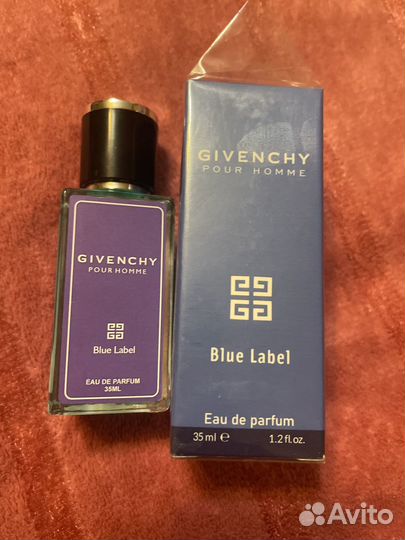 GIVENCHY
POUR HOMME
Blue Label
EAU DE PARFUM
35ML
GIVENCHY
POUR HOMME
Blue Label
Eau de parfum
35 ml ℮ 1.2 fl.oz.
Avito